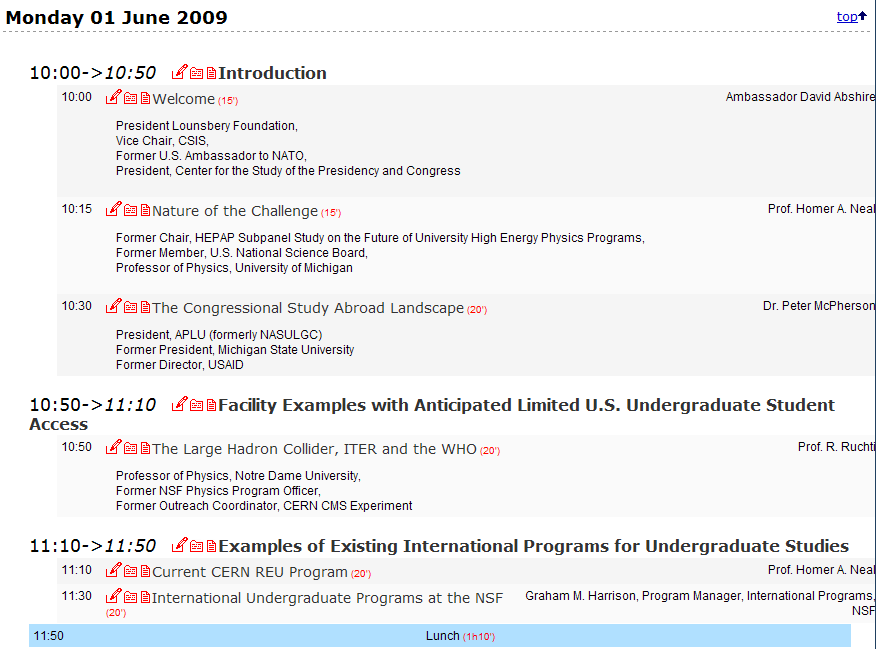 Monday 01 June 2009 top
10:00->10:50 Introduction
10:00 Welcome (15') Ambassador David Abshire
President Lounsbery Foundation,
Vice Chair, CSIS,
Former U.S. Ambassador to NATO,
President, Center for the Study of the Presidency and Congress
10:15 Nature of the Challenge (15') Prof. Homer A. Neal
Former Chair, HEPAP Subpanel Study on the Future of University High Energy Physics Programs,
Former Member, U.S. National Science Board,
Professor of Physics, University of Michigan
10:30 The Congressional Study Abroad Landscape (20') Dr. Peter McPherson
President, APLU (formerly NASULGC)
Former President, Michigan State University
Former Director, USAID
10:50->11:10 Facility Examples with Anticipated Limited U.S. Undergraduate Student
Access
10:50 The Large Hadron Collider, ITER and the WHO (20') Prof. R. Ruchti
Professor of Physics, Notre Dame University,
Former NSF Physics Program Officer,
Former Outreach Coordinator, CERN CMS Experiment
11:10->11:50 Examples of Existing International Programs for Undergraduate Studies
11:10 Current CERN REU Program (20') Prof. Homer A. Neal
11:30 International Undergraduate Programs at the NSF Graham M. Harrison, Program Manager, International Programs,
(20') NSF
11:50 Lunch (1h10')